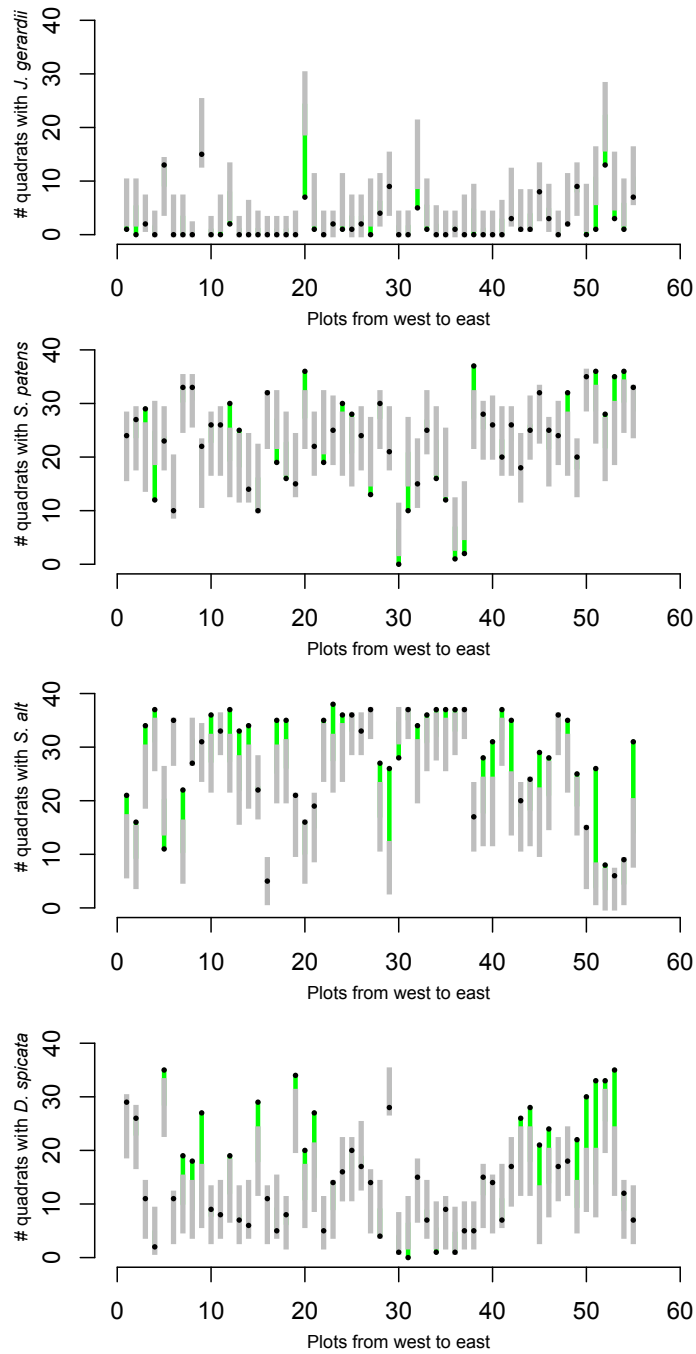 # quadrats with J. gerardii
40
30
20
10
0
0 10 20 30 40 50 60
Plots from west to east
# quadrats with S. patens
40
30
20
10
0
0 10 20 30 40 50 60
Plots from west to east
# quadrats with S. alt
40
30
20
10
0
0 10 20 30 40 50 60
Plots from west to east
# quadrats with D. spicata
40
30
20
10
0
0 10 20 30 40 50 60
Plots from west to east